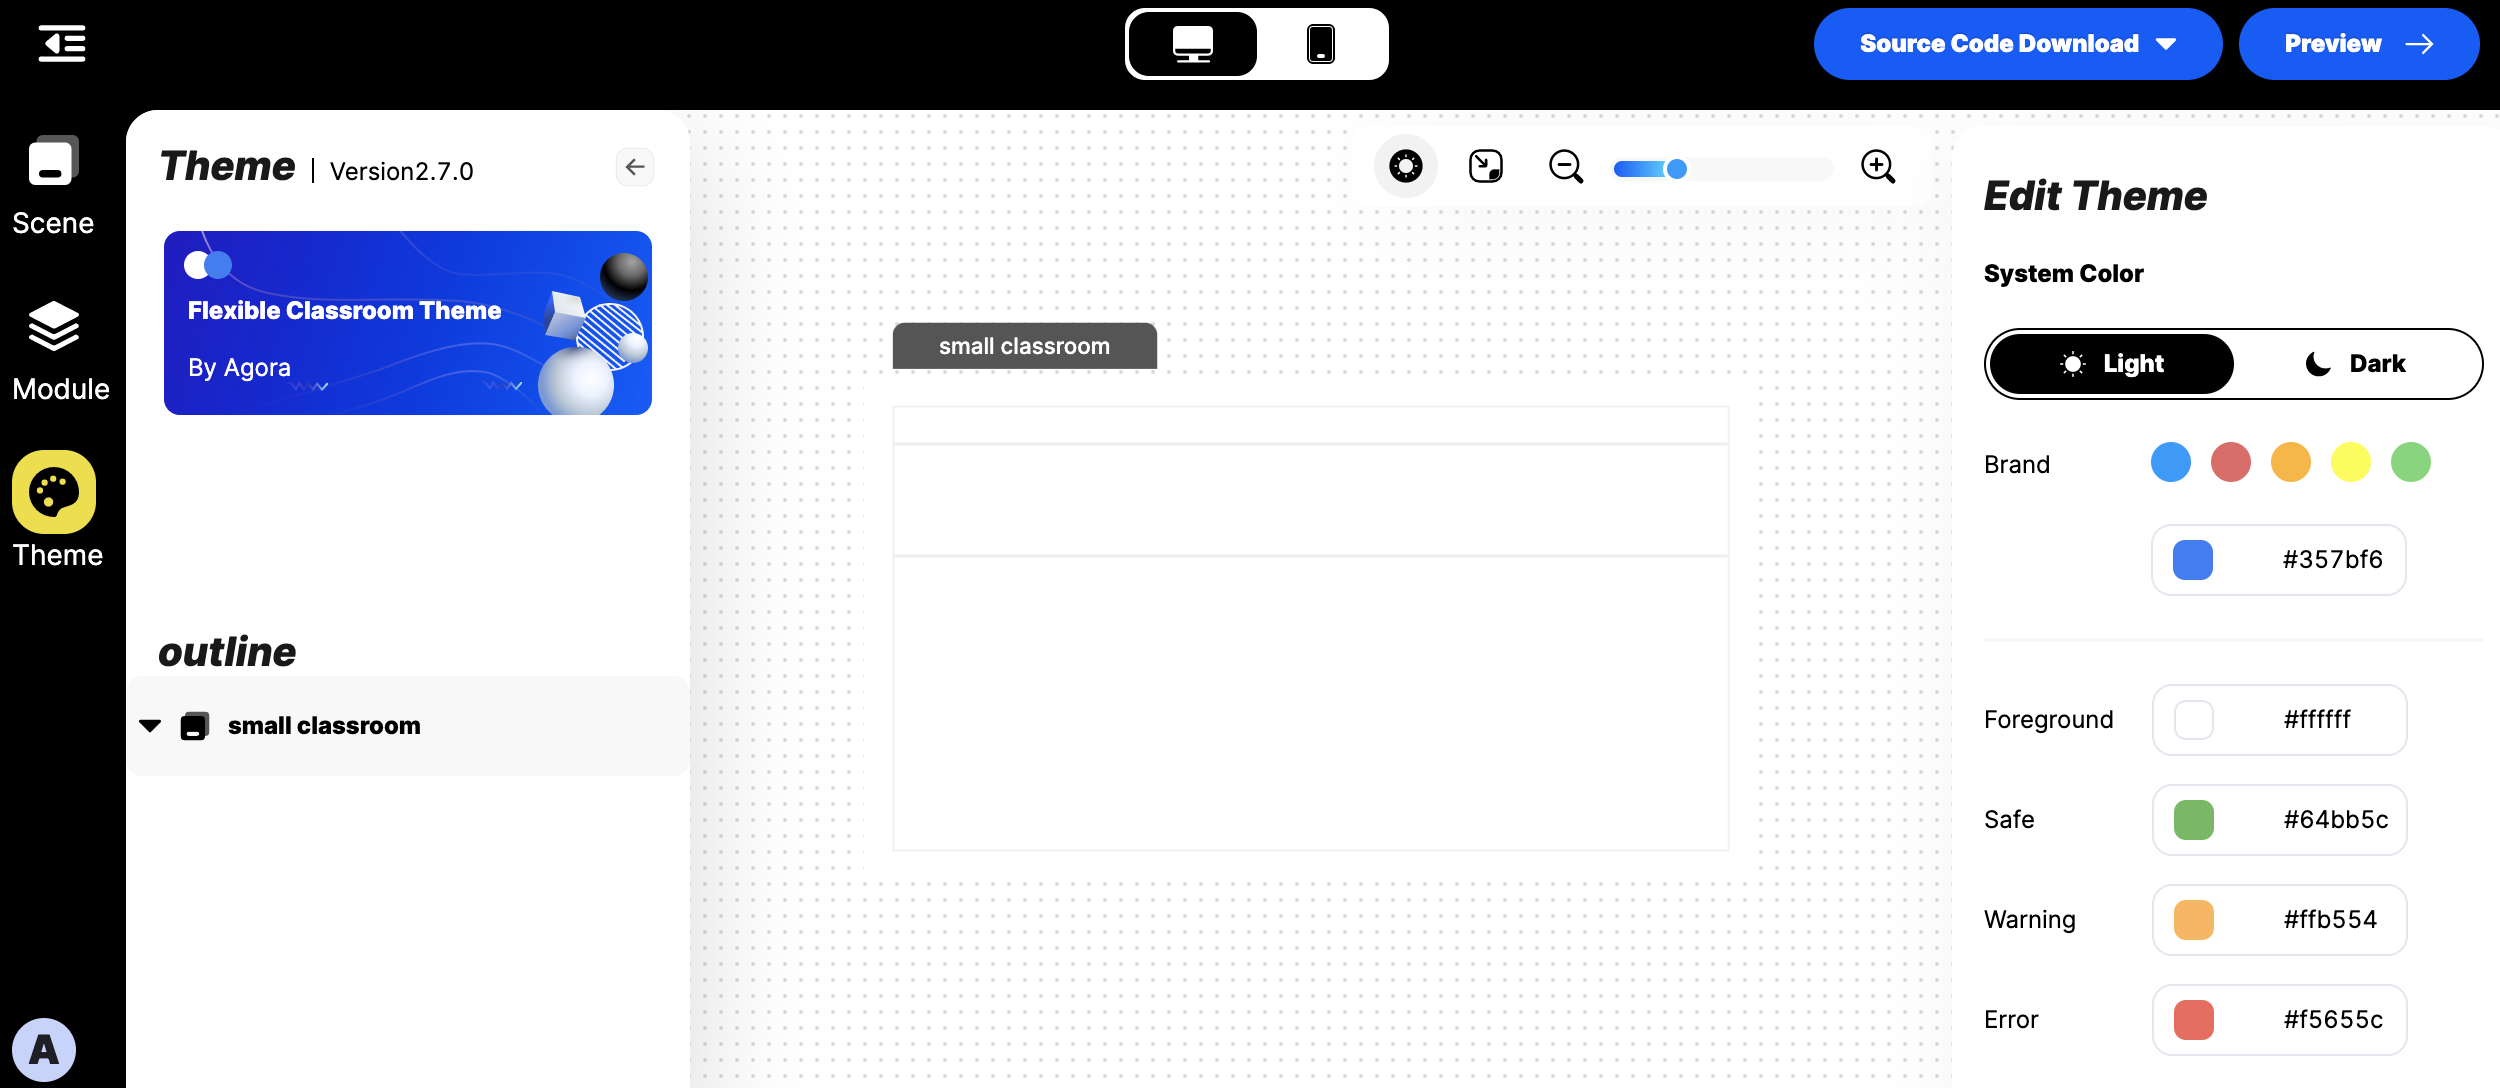 Source Code Download
Preview
Scene
Module
Theme
A
Theme | Version2.7.0
Flexible Classroom Theme
By Agora
outline
small classroom
small classroom
Edit Theme
System Color
Light
Dark
Brand
#357bf6
Foreground #ffffff
Safe #64bb5c
Warning #ffb554
Error #f5655c